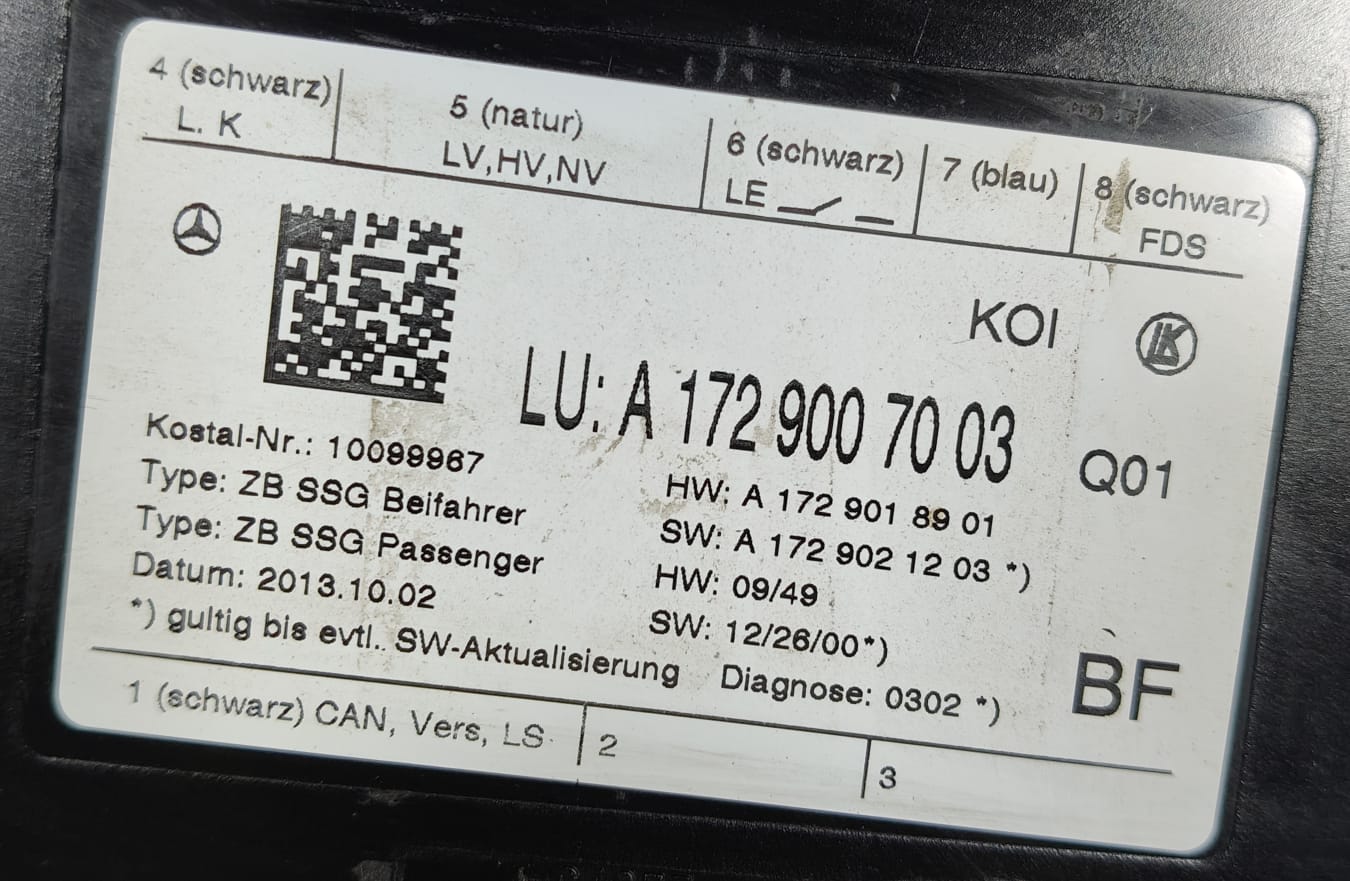 4 (schwarz)
L. K
5 (natur)
LV,HV,NV
6 (schwarz)
LE
7 (blau)
8 (schwarz)
FDS
KOI
LK
LU: A 172 900 70 03
Q01
Kostal-Nr.: 10099967
Type: ZB SSG Beifahrer
Type: ZB SSG Passenger
Datum: 2013.10.02
*) gultig bis evtl.. SW-Aktualisierung
HW: A 172 901 89 01
SW: A 172 902 12 03 *)
HW: 09/49
SW: 12/26/00*)
Diagnose: 0302 *)
BF
1 (schwarz) CAN, Vers, LS
2
3